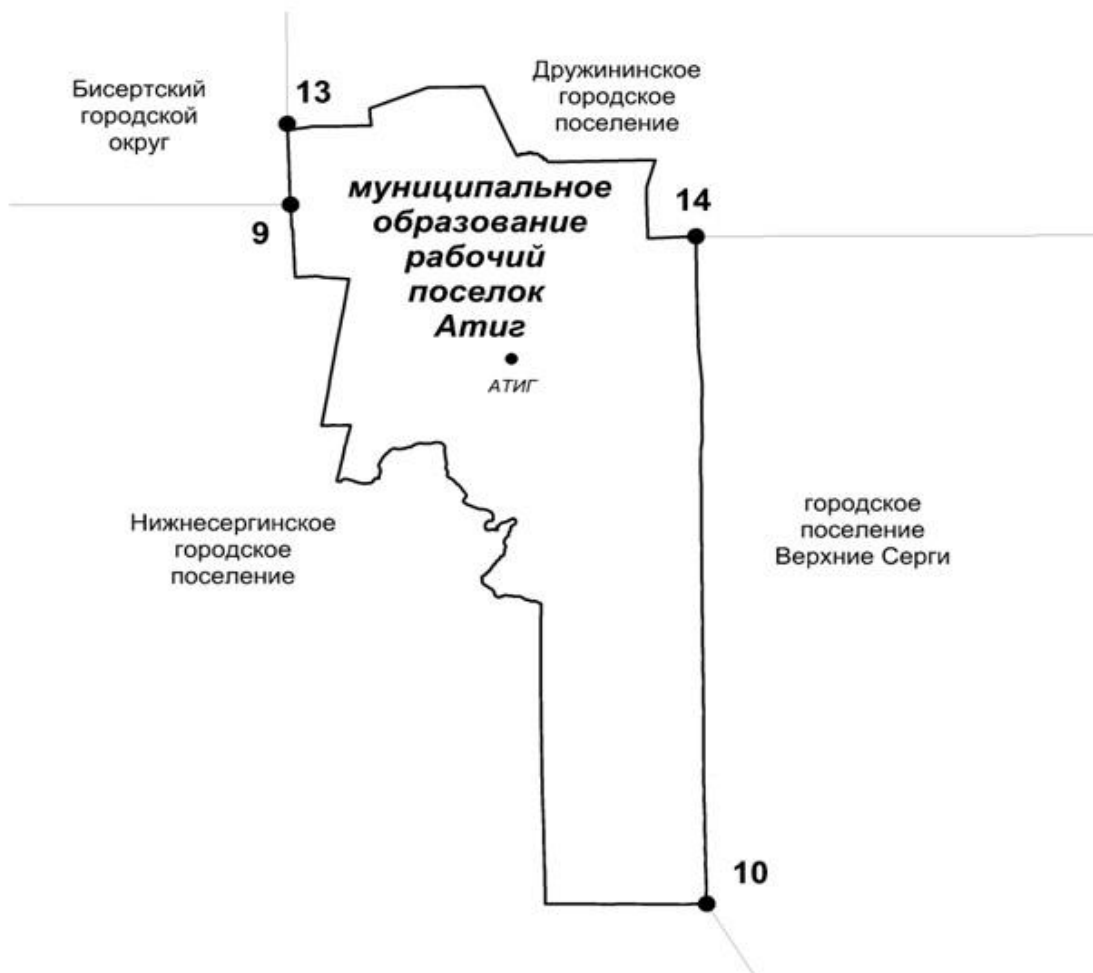 Бисертский
городской
округ
13
Дружининское
городское
поселение
9
муниципальное
образование
рабочий
поселок
Атиг
14
АТИГ
Нижнесергинское
городское
поселение
городское
поселение
Верхние Серги
10